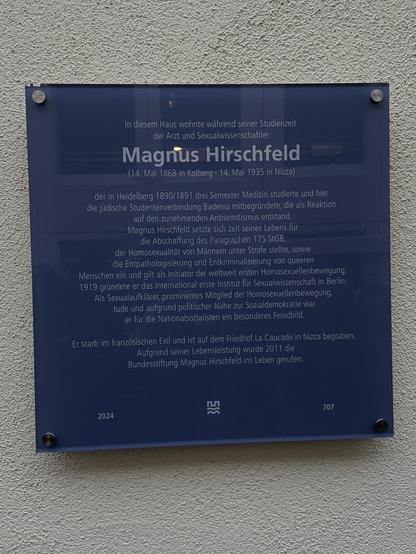 In diesem Haus wohnte während seiner Studienzeit
der Arzt und Sexualwissenschaftler
Magnus Hirschfeld
(14. Mai 1868 in Kolberg - 14. Mai 1935 in Nizza)
der in Heidelberg 1890/1891 drei Semester Medizin studierte und hier
die jüdische Studentenverbindung Badenia mitbegründete, die als Reaktion
auf den zunehmenden Antisemitismus entstand.
Magnus Hirschfeld setzte sich zeit seines Lebens für
die Abschaffung des Paragraphen 175 StGB,
der Homosexualität von Männern unter Strafe stellte, sowie
die Entpathologisierung und Entkriminalisierung von queeren
Menschen ein und gilt als Initiator der weltweit ersten Homosexuellenbewegung.
1919 gründete er das international erste Institut für Sexualwissenschaft in Berlin.
Als Sexualaufklärer, prominentes Mitglied der Homosexuellenbewegung,
Jude und aufgrund politischer Nähe zur Sozialdemokratie war
er für die Nationalsozialisten ein besonderes Feindbild.
Er starb im französischen Exil und ist auf dem Friedhof La Caucade in Nizza begraben.
Aufgrund seiner Lebensleistung wurde 2011 die
Bundesstiftung Magnus Hirschfeld ins Leben gerufen.
2024 707